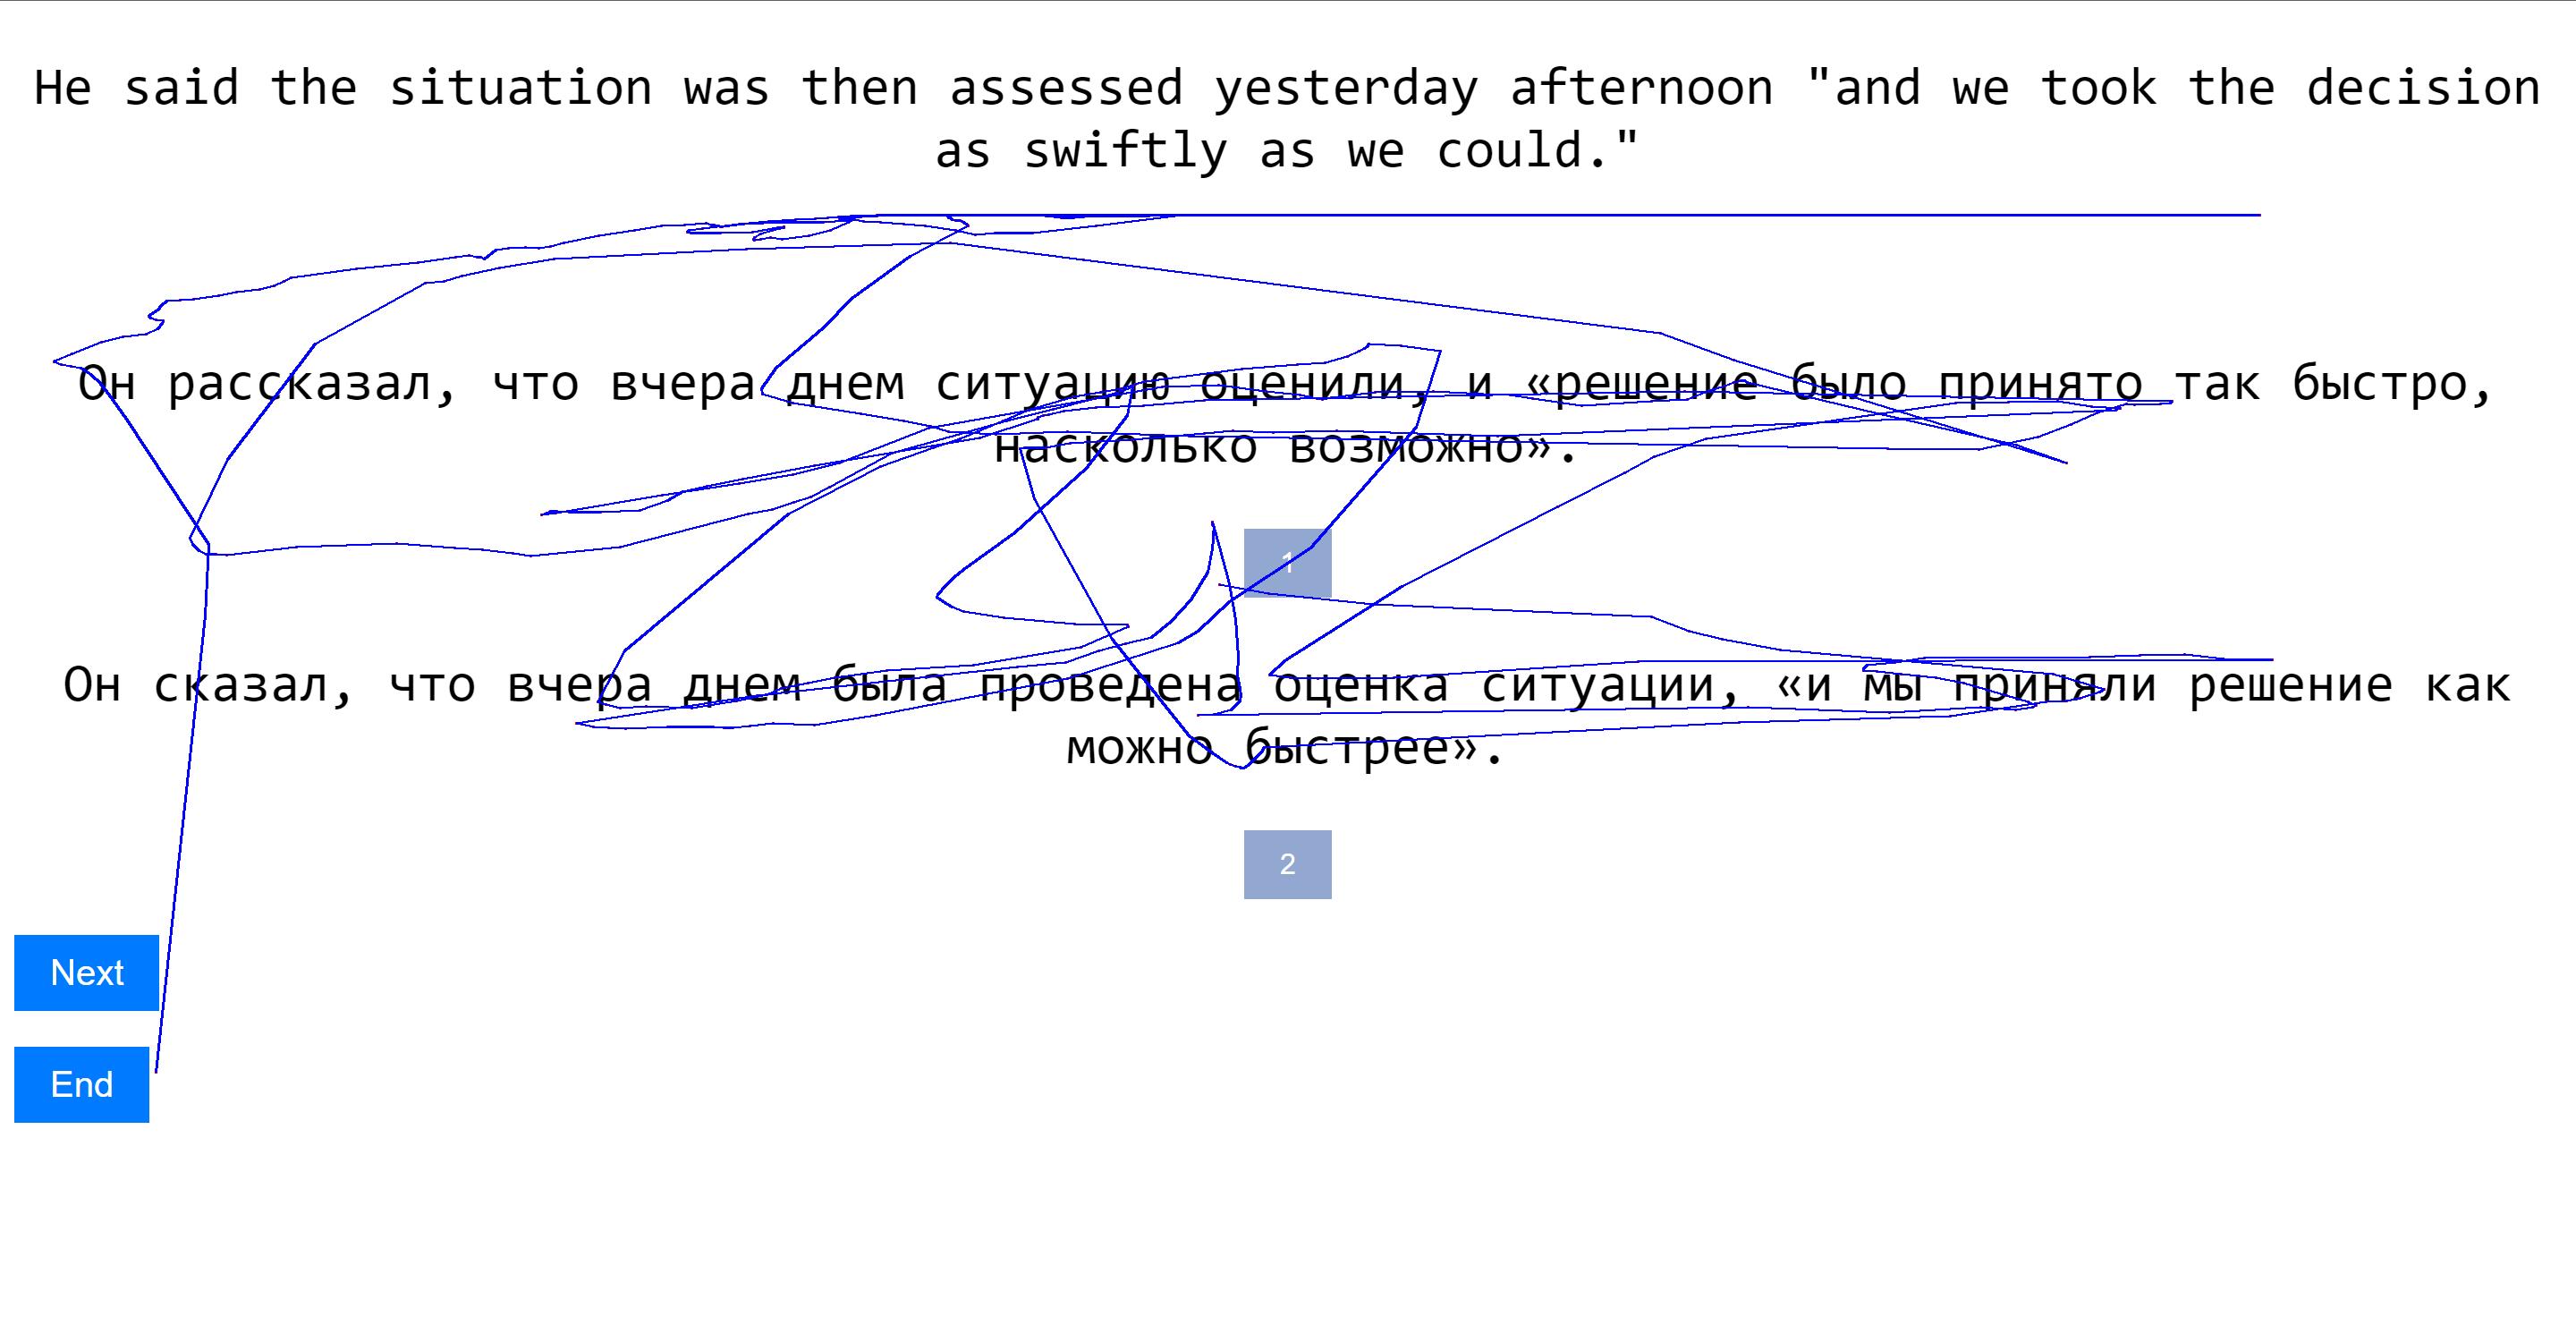 He said the situation was then assessed yesterday afternoon "and we took the decision
as swiftly as we could."
Он рассказал, что вчера днем ситуацию оценили, и «решение было принято так быстро,
насколько возможно».
1
Он сказал, что вчера днем была проведена оценка ситуации, «и мы приняли решение как
можно быстрее».
2
Next
End